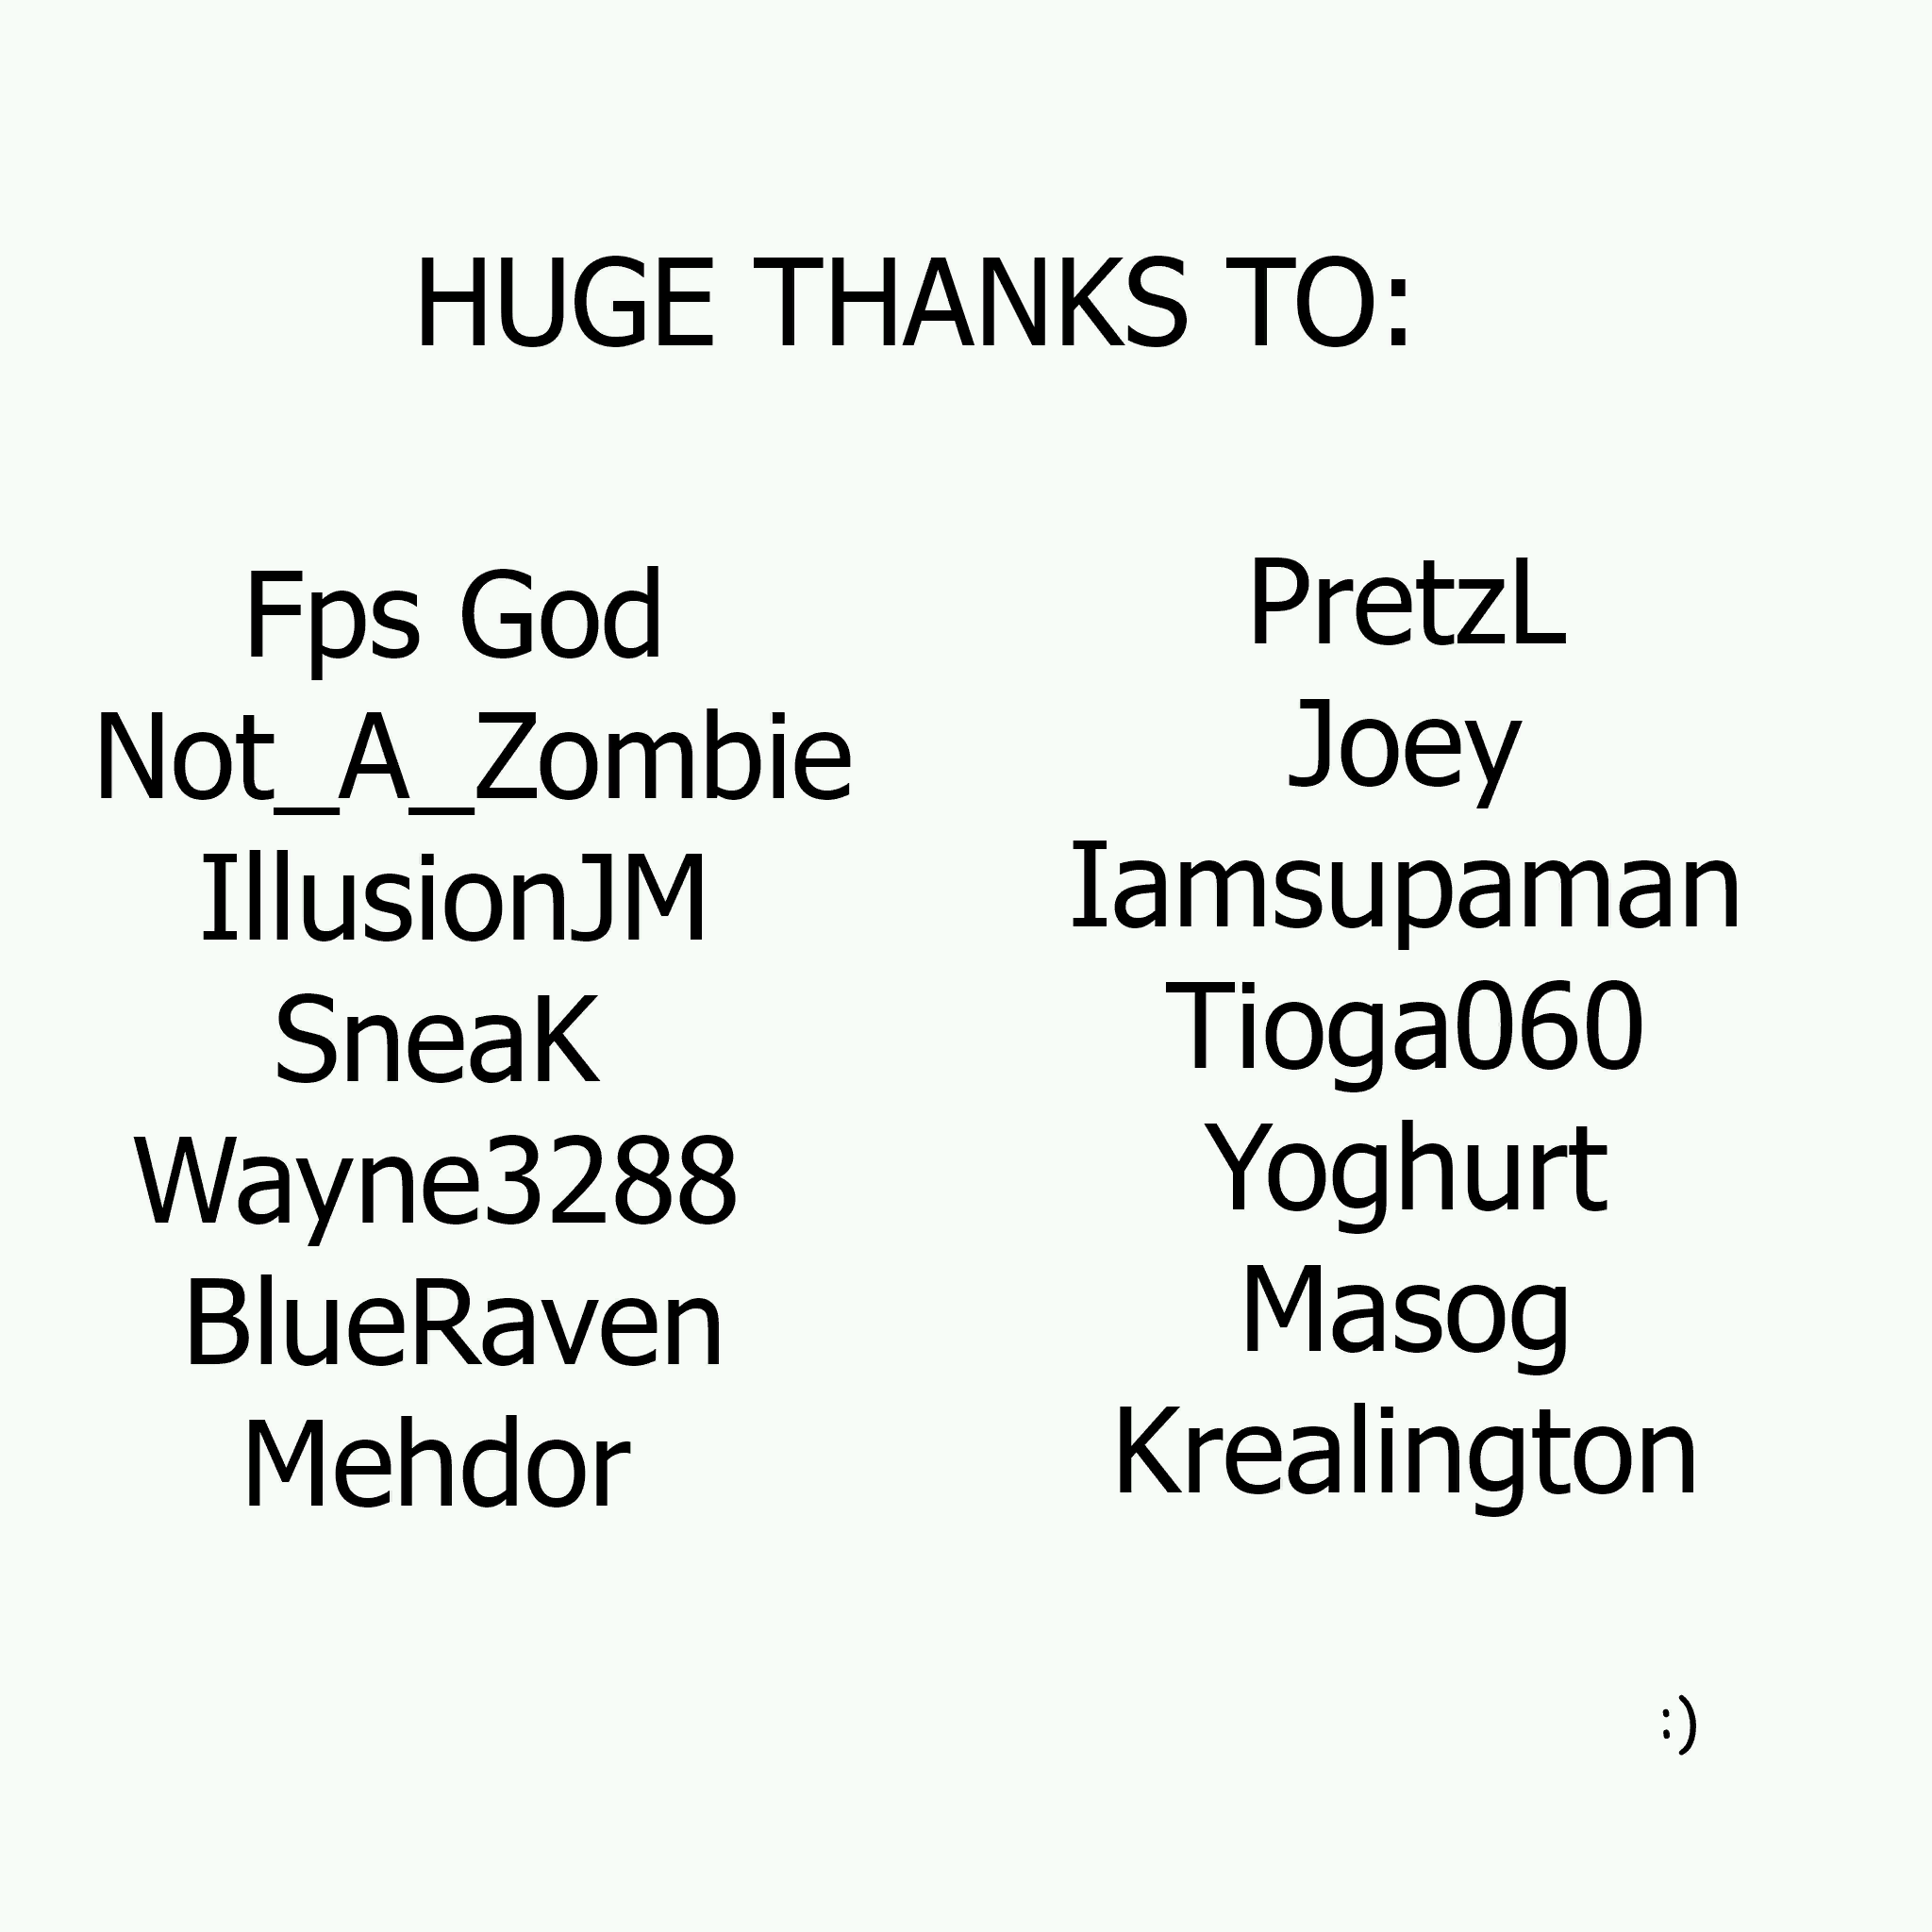 HUGE THANKS TO:
Fps God
Not_A_Zombie
IllusionJM
SneaK
Wayne3288
BlueRaven
Mehdor
PretzL
Joey
Iamsupaman
Tioga060
Yoghurt
Masog
Krealington
:)